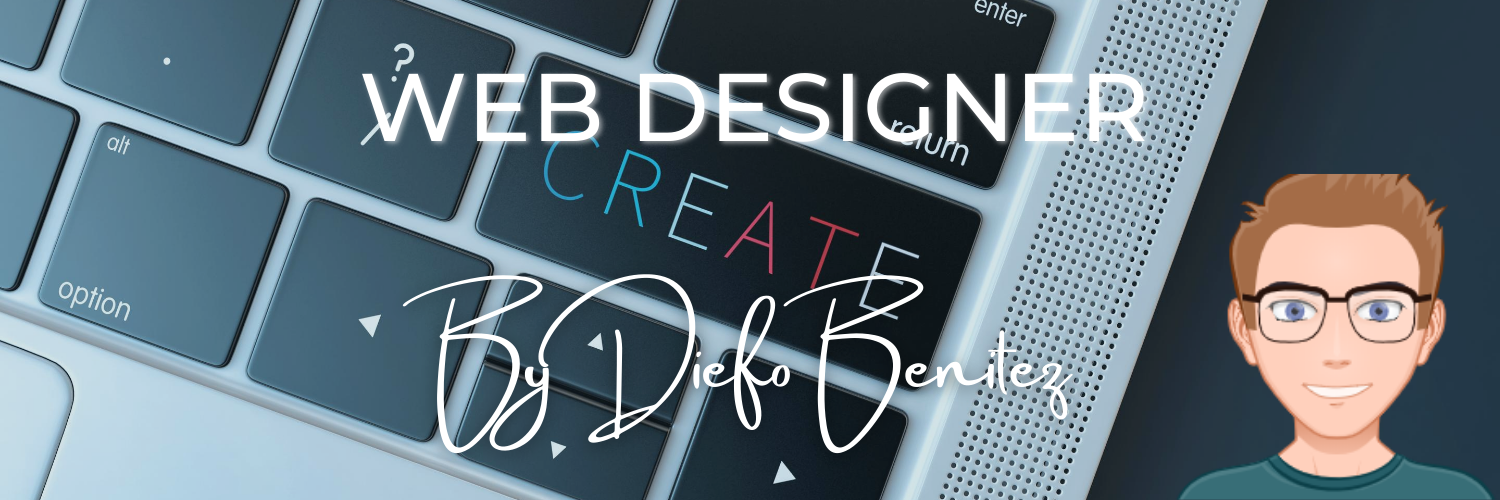 enter
.
?
/
WEB DESIGNER
return
alt
CREATE
option
By Diefo Benitez